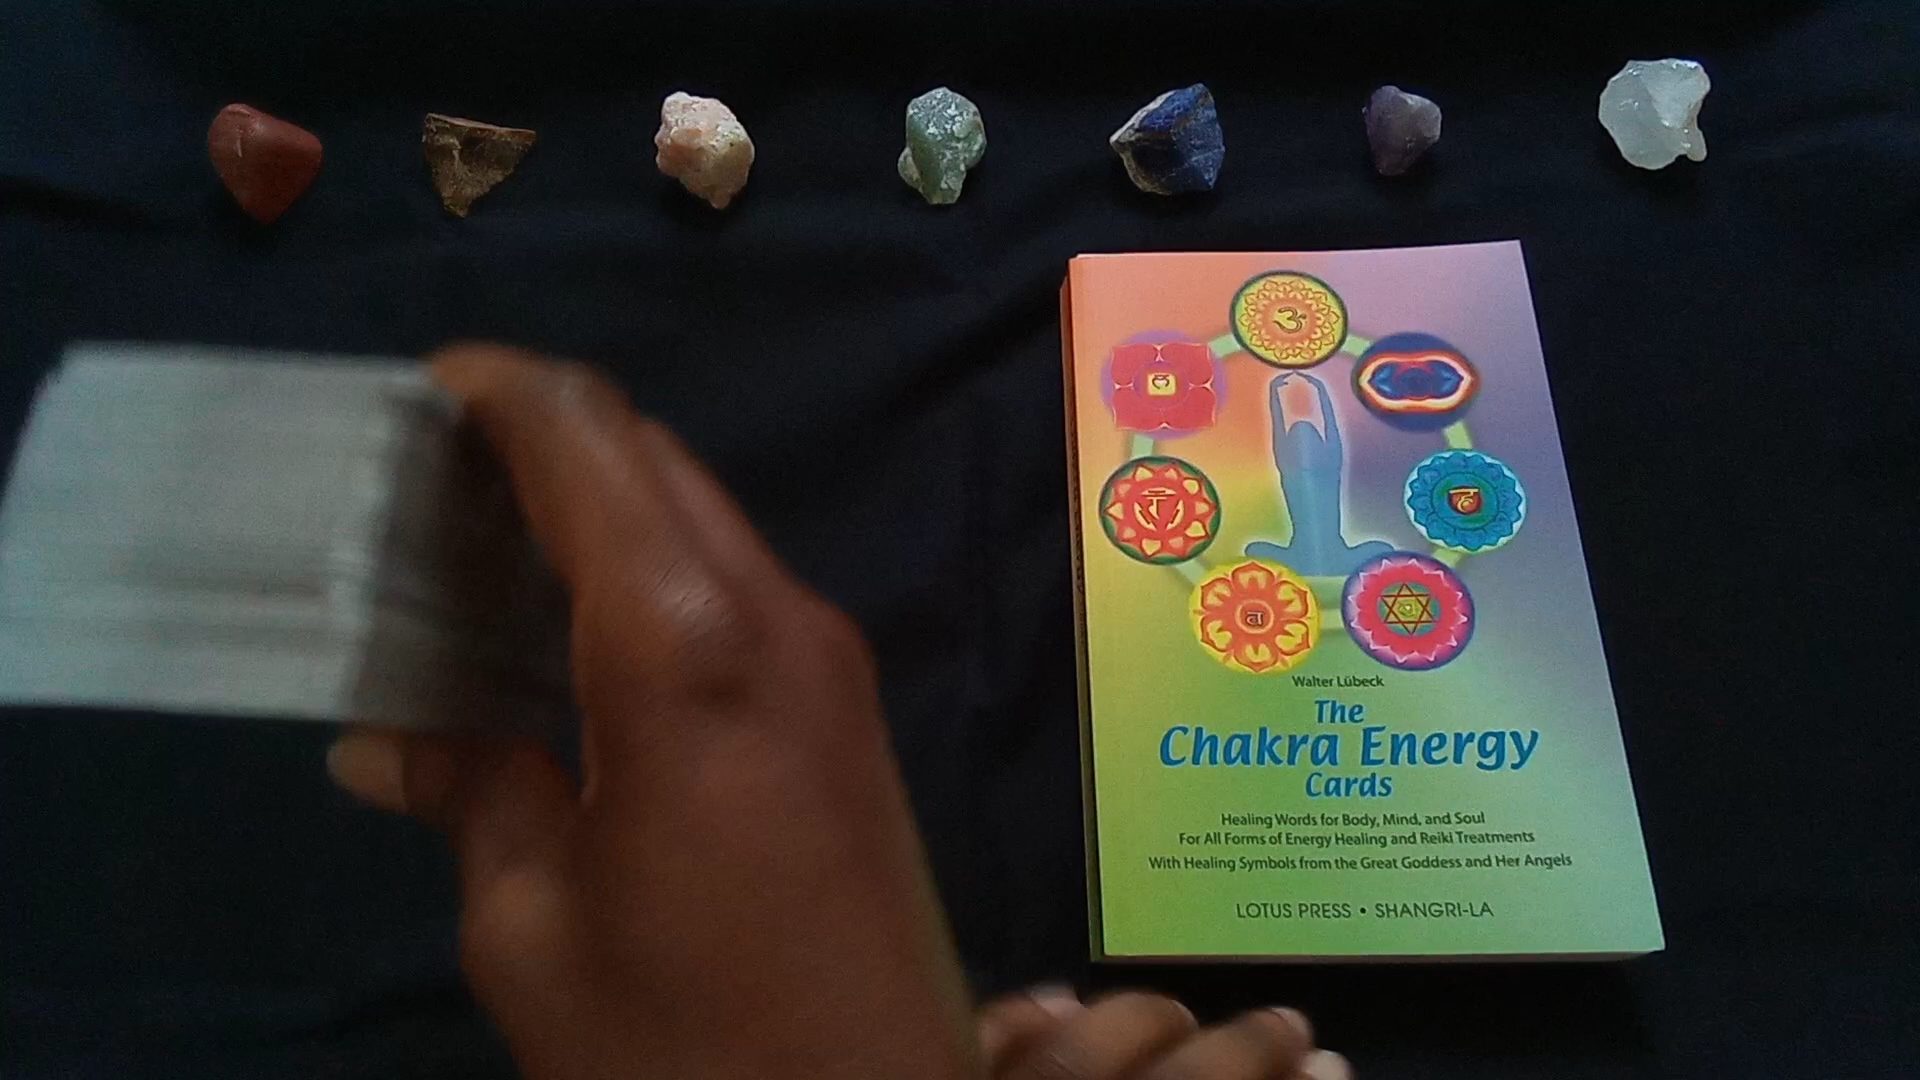 ॐ
ह
व
Walter Lübeck
The
Chakra Energy
Cards
Healing Words for Body, Mind, and Soul
For All Forms of Energy Healing and Reiki Treatments
With Healing Symbols from the Great Goddess and Her Angels
LOTUS PRESS • SHANGRI-LA